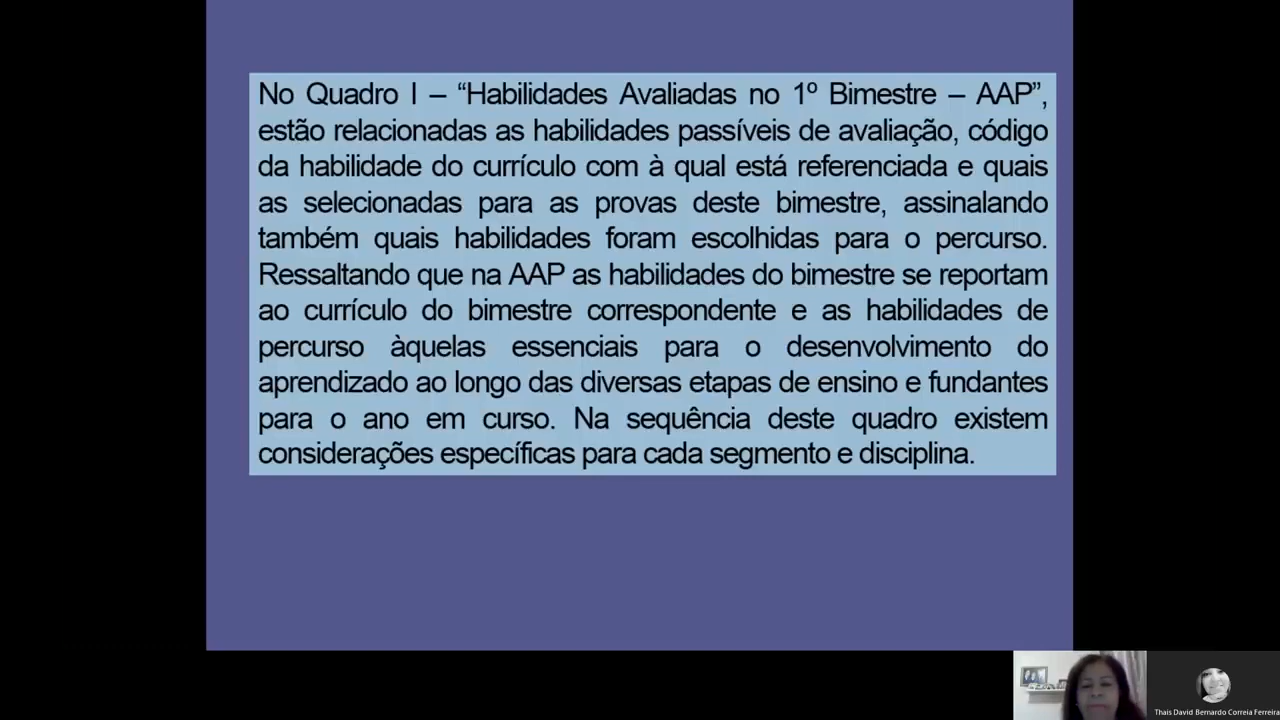 No Quadro I – “Habilidades Avaliadas no 1º Bimestre – AAP”,
estão relacionadas as habilidades passíveis de avaliação, código
da habilidade do currículo com à qual está referenciada e quais
as selecionadas para as provas deste bimestre, assinalando
também quais habilidades foram escolhidas para o percurso.
Ressaltando que na AAP as habilidades do bimestre se reportam
ao currículo do bimestre correspondente e as habilidades de
percurso àquelas essenciais para o desenvolvimento do
aprendizado ao longo das diversas etapas de ensino e fundantes
para o ano em curso. Na sequência deste quadro existem
considerações específicas para cada segmento e disciplina.
Thais David Bernardo Correia Ferreira